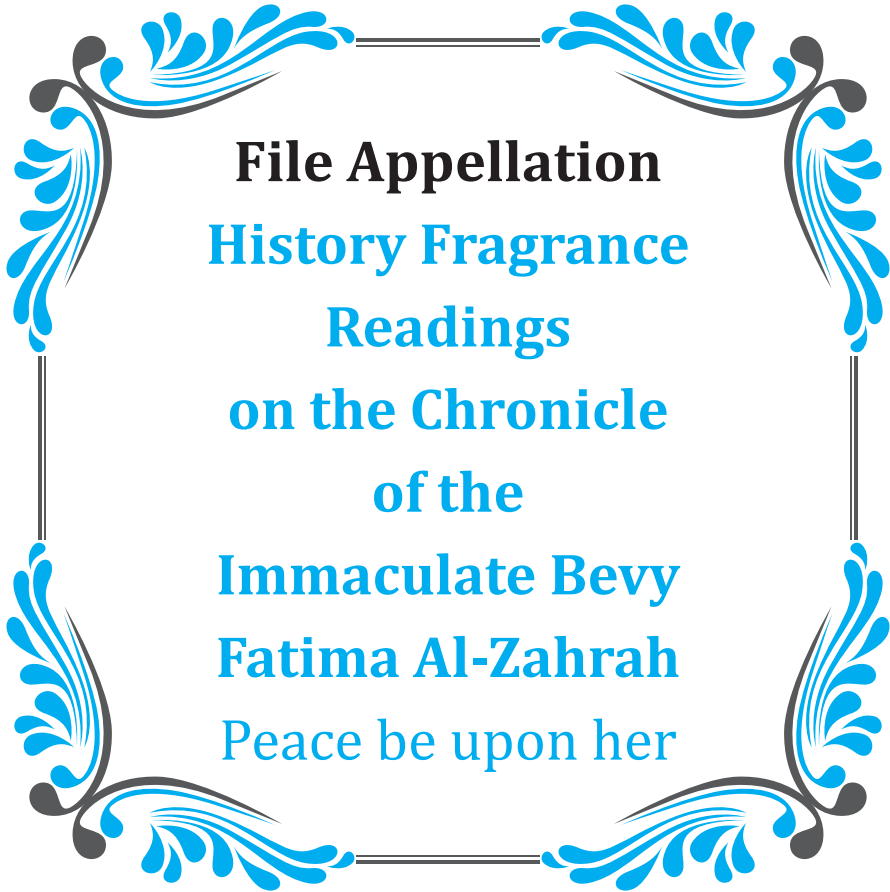 File Appellation
History Fragrance
Readings
on the Chronicle
of the
Immaculate Bevy
Fatima Al-Zahrah
Peace be upon her